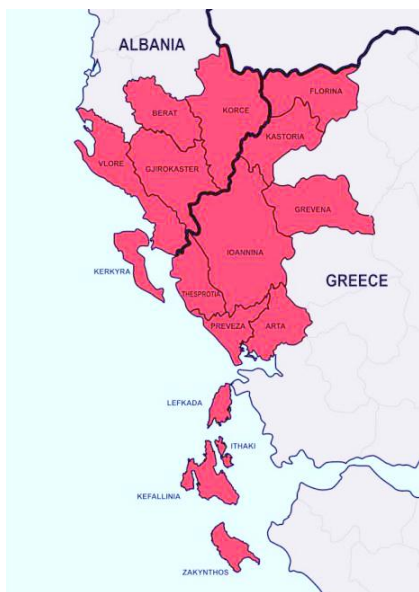 ALBANIA
FLORINA
BERAT
KORCE
KASTORIA
VLORE
GJIROKASTER
GREVENA
IOANNINA
KERKYRA
GREECE
THESPROTIA
PREVEZA
ARTA
LEFKADA
ITHAKI
KEFALLINIA
ZAKYNTHOS